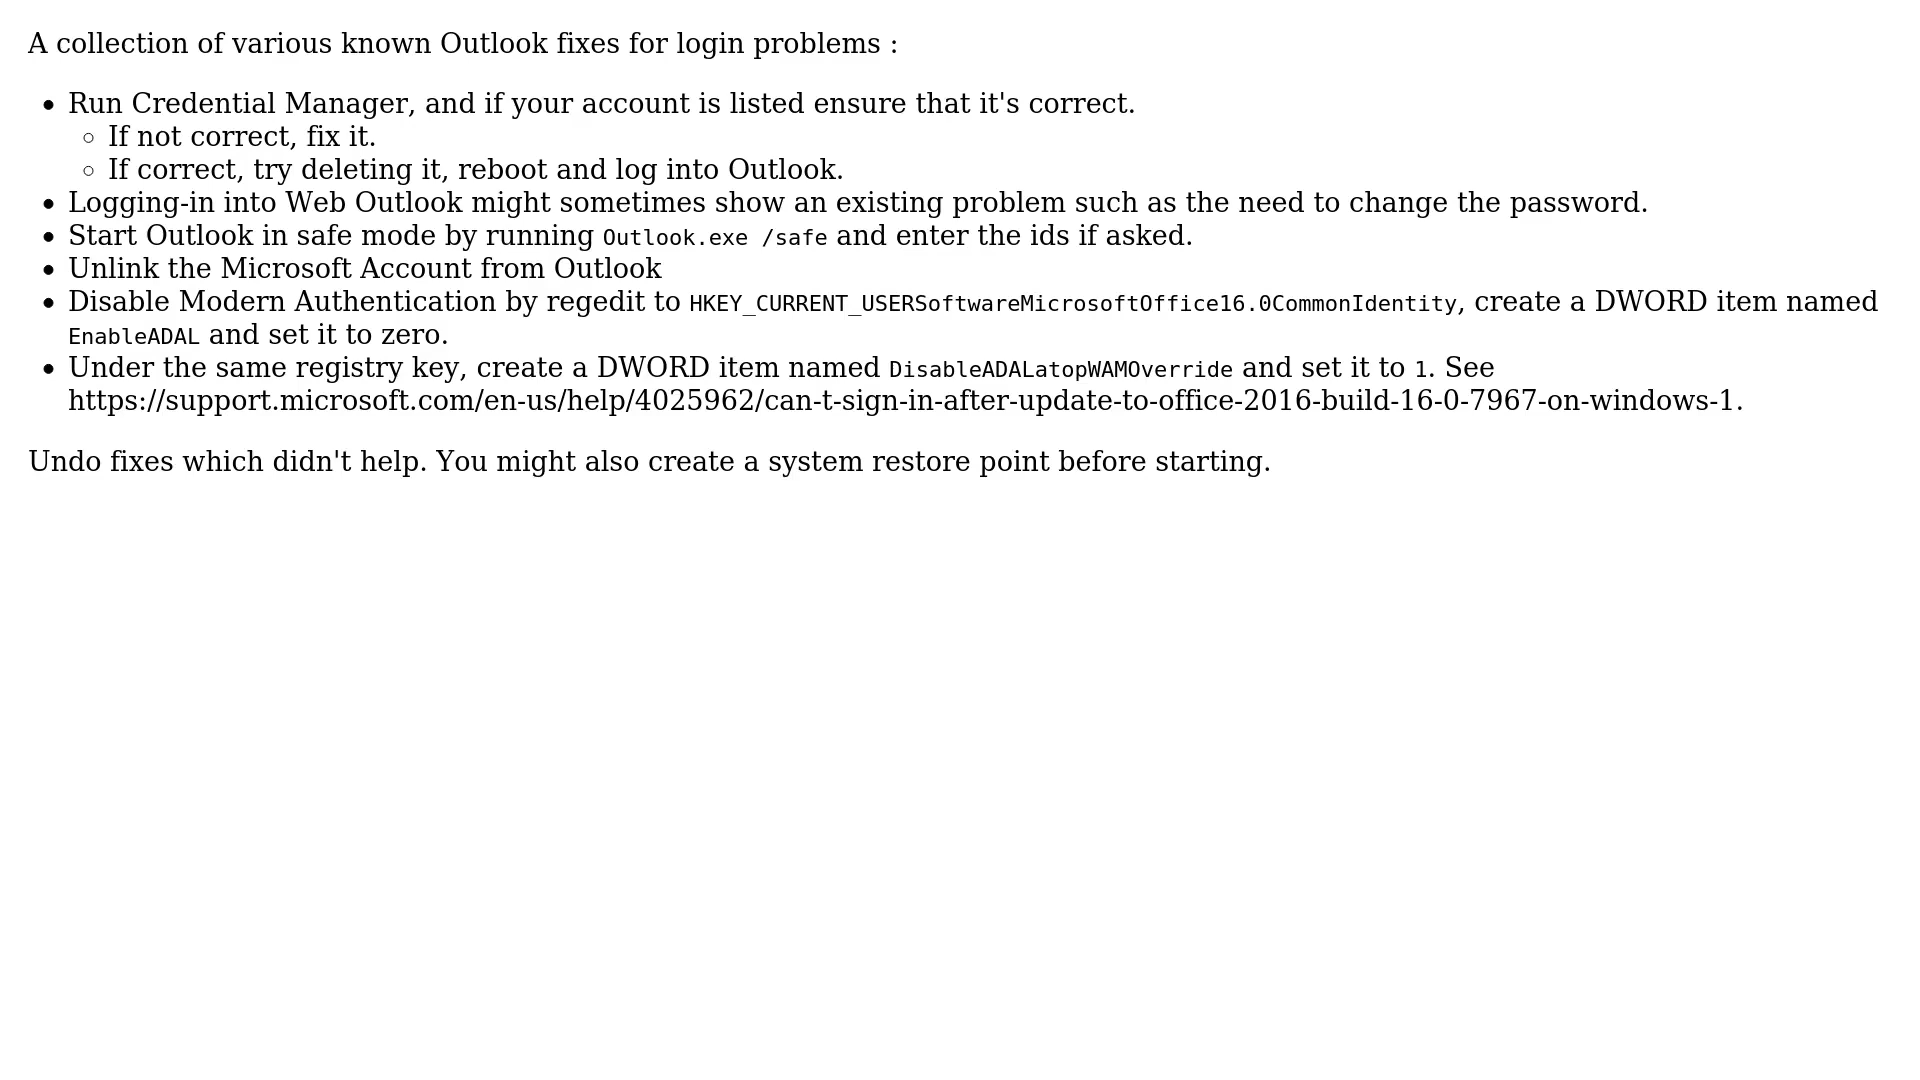 A collection of various known Outlook fixes for login problems :
• Run Credential Manager, and if your account is listed ensure that it's correct.
◦ If not correct, fix it.
◦ If correct, try deleting it, reboot and log into Outlook.
• Logging-in into Web Outlook might sometimes show an existing problem such as the need to change the password.
• Start Outlook in safe mode by running Outlook.exe /safe and enter the ids if asked.
• Unlink the Microsoft Account from Outlook
• Disable Modern Authentication by regedit to HKEY_CURRENT_USERSoftwareMicrosoftOffice16.0CommonIdentity, create a DWORD item named
EnableADAL and set it to zero.
• Under the same registry key, create a DWORD item named DisableADALatopWAMOverride and set it to 1. See
https://support.microsoft.com/en-us/help/4025962/can-t-sign-in-after-update-to-office-2016-build-16-0-7967-on-windows-1.
Undo fixes which didn't help. You might also create a system restore point before starting.